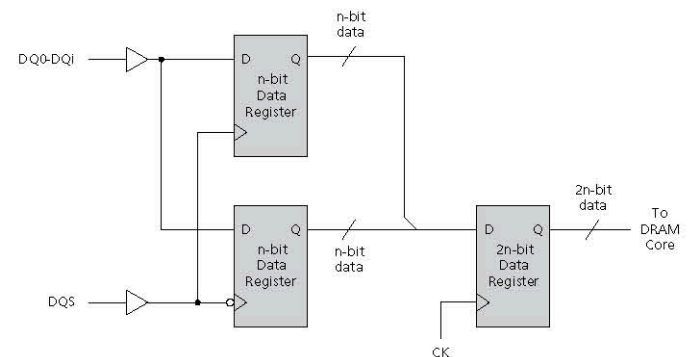 n-bit
data
DQ0-DQi
D Q
n-bit
Data
Register
D Q
n-bit
Data
Register
n-bit
data
DQS
D Q
2n-bit
Data
Register
CK
2n-bit
data
To
DRAM
Core